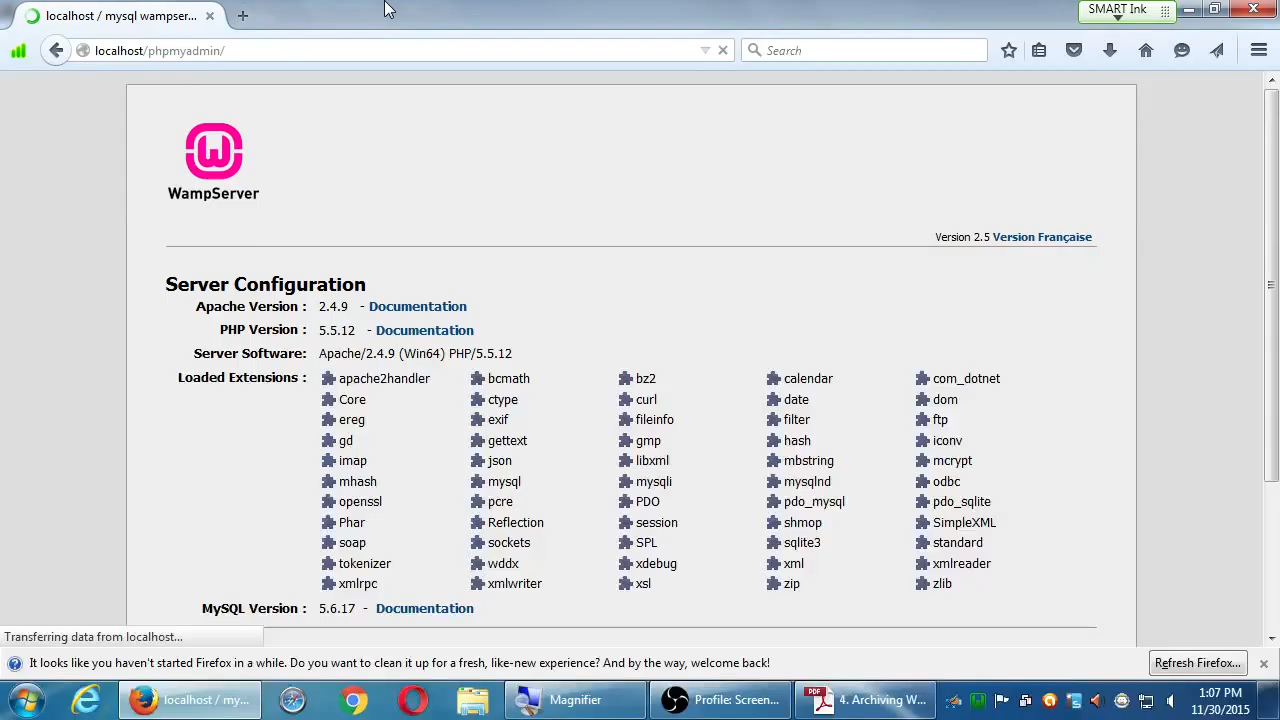 localhost / mysql wampser...
SMART Ink
localhost/phpmyadmin/
Search
W
WampServer
Version 2.5 Version Française
Server Configuration
Apache Version : 2.4.9 - Documentation
PHP Version : 5.5.12 - Documentation
Server Software: Apache/2.4.9 (Win64) PHP/5.5.12
Loaded Extensions : apache2handler bcmath bz2 calendar com_dotnet
Core ctype curl date dom
ereg exif fileinfo filter ftp
gd gettext gmp hash iconv
imap json libxml mbstring mcrypt
mhash mysql mysqli mysqlnd odbc
openssl pcre PDO pdo_mysql pdo_sqlite
Phar Reflection session shmop SimpleXML
soap sockets SPL sqlite3 standard
tokenizer wddx xdebug xml xmlreader
xmlrpc xmlwriter xsl zip zlib
MySQL Version : 5.6.17 - Documentation
Transferring data from localhost...
It looks like you haven't started Firefox in a while. Do you want to clean it up for a fresh, like-new experience? And by the way, welcome back!
Refresh Firefox...
localhost / my...
Magnifier
Profile: Screen...
PDF
4. Archiving W...
1:07 PM
11/30/2015